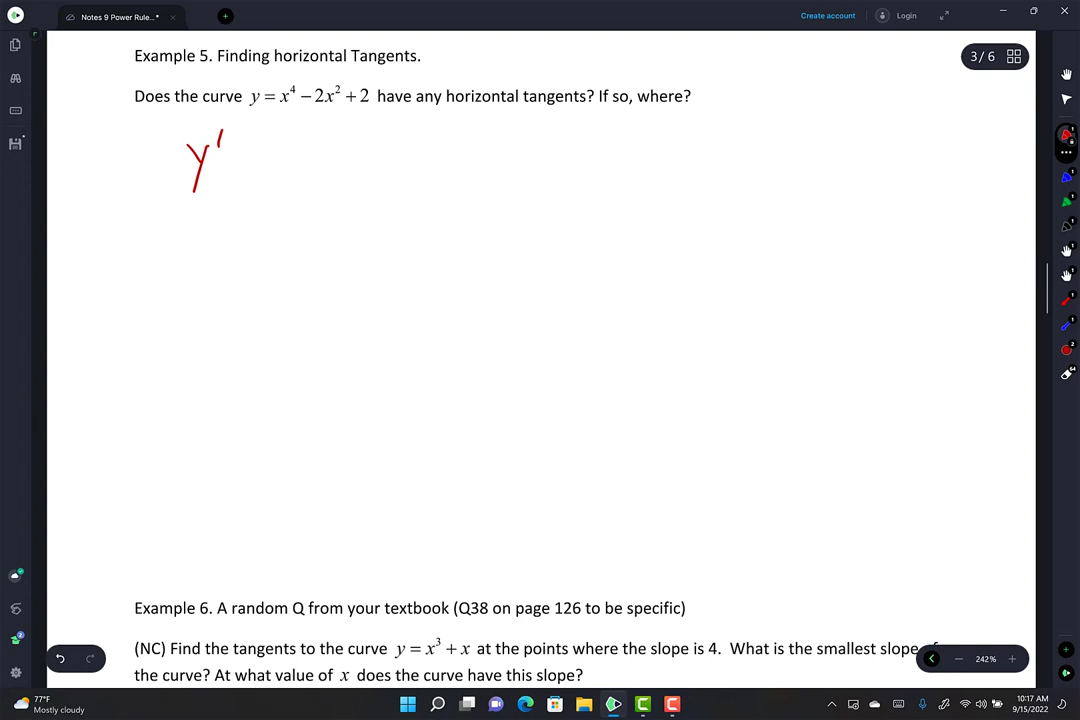 Notes 9 Power Rule...*
Create account
Login
Example 5. Finding horizontal Tangents.
3 / 6
Does the curve y = x⁴ − 2x² + 2 have any horizontal tangents? If so, where?
y'
Example 6. A random Q from your textbook (Q38 on page 126 to be specific)
(NC) Find the tangents to the curve y = x³ + x at the points where the slope is 4. What is the smallest slope
the curve? At what value of x does the curve have this slope?
242%
77°F
Mostly cloudy
10:17 AM
9/15/2022